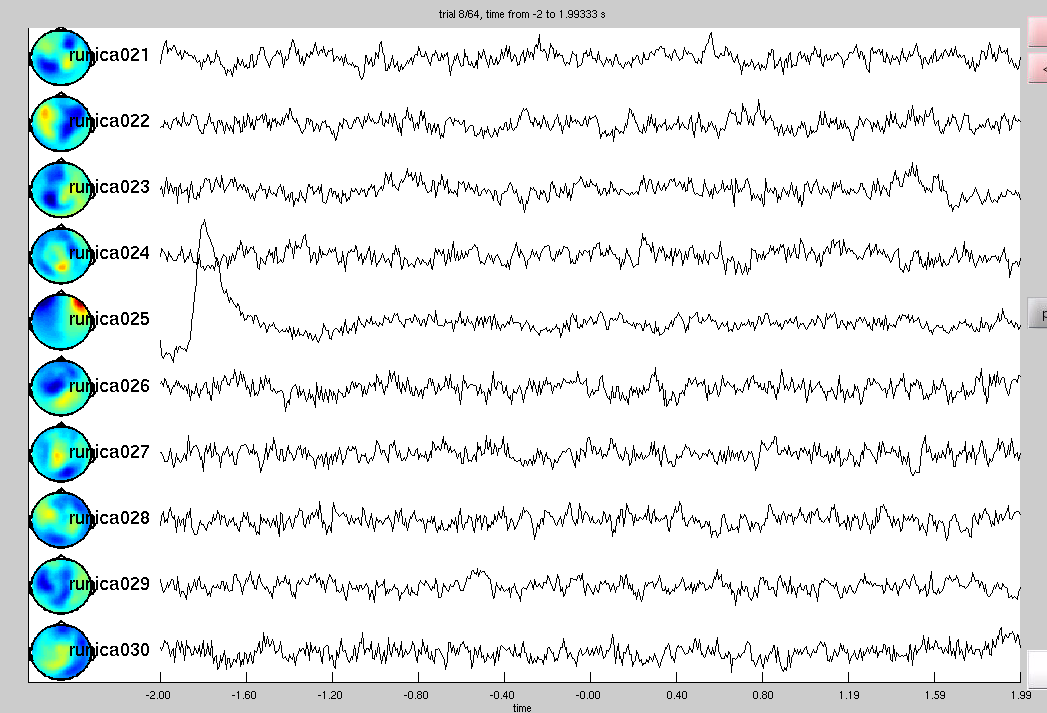 trial 8/64, time from -2 to 1.99333 s
runica021
<
runica022
runica023
runica024
runica025
p
runica026
runica027
runica028
runica029
runica030
-2.00 -1.60 -1.20 -0.80 -0.40 -0.00 0.40 0.80 1.19 1.59 1.99
time